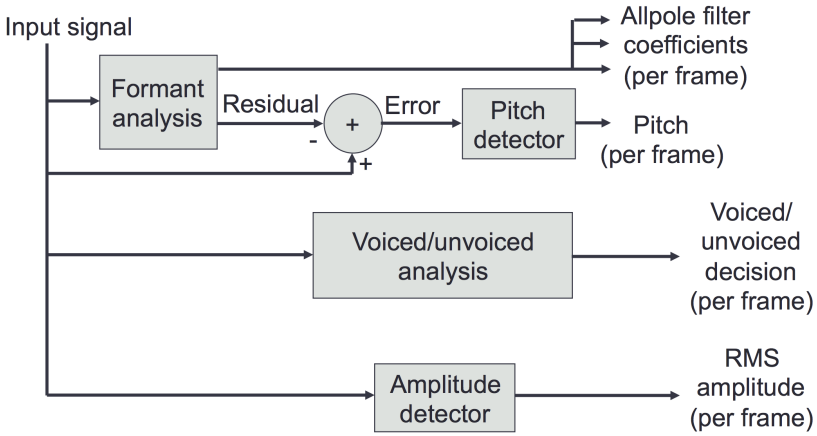 Input signal
Allpole filter
coefficients
(per frame)
Formant
analysis
Residual
-
+
+
Error
Pitch
detector
Pitch
(per frame)
Voiced/unvoiced
analysis
Voiced/
unvoiced
decision
(per frame)
Amplitude
detector
RMS
amplitude
(per frame)